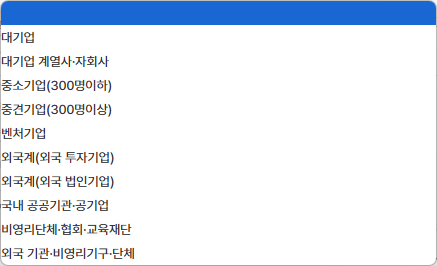 대기업
대기업 계열사·자회사
중소기업(300명이하)
중견기업(300명이상)
벤처기업
외국계(외국 투자기업)
외국계(외국 법인기업)
국내 공공기관·공기업
비영리단체·협회·교육재단
외국 기관·비영리기구·단체